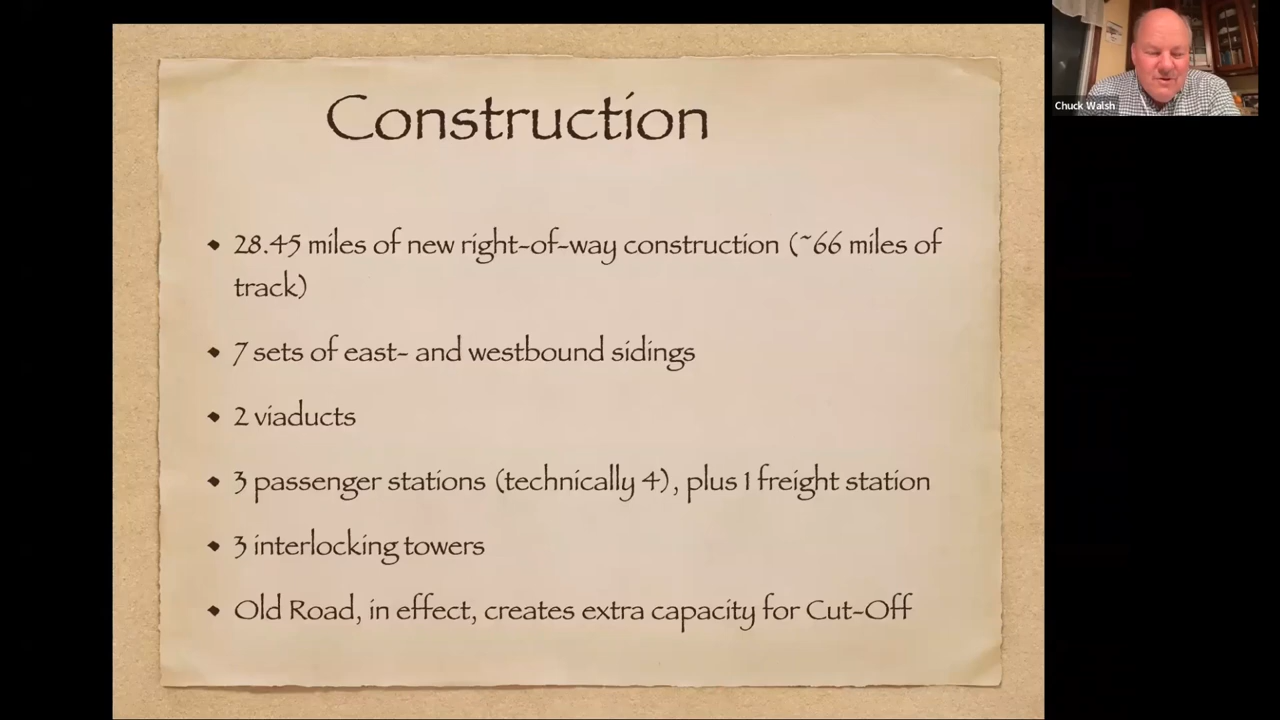 Construction
• 28.45 miles of new right-of-way construction (~66 miles of
track)
• 7 sets of east- and westbound sidings
• 2 viaducts
• 3 passenger stations (technically 4), plus 1 freight station
• 3 interlocking towers
• Old Road, in effect, creates extra capacity for Cut-Off
Chuck Walsh